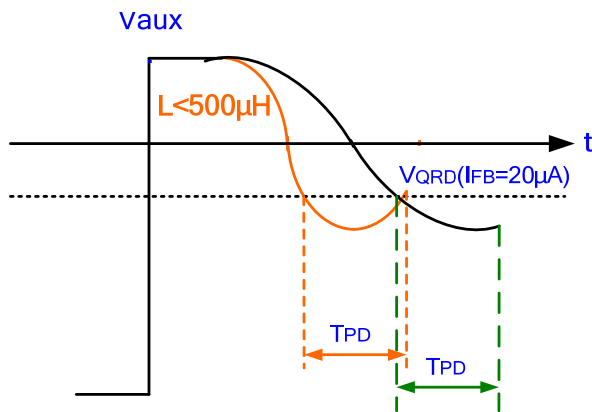 Vaux
L<500μH
t
VQRD(IFB=20μA)
TPD
TPD